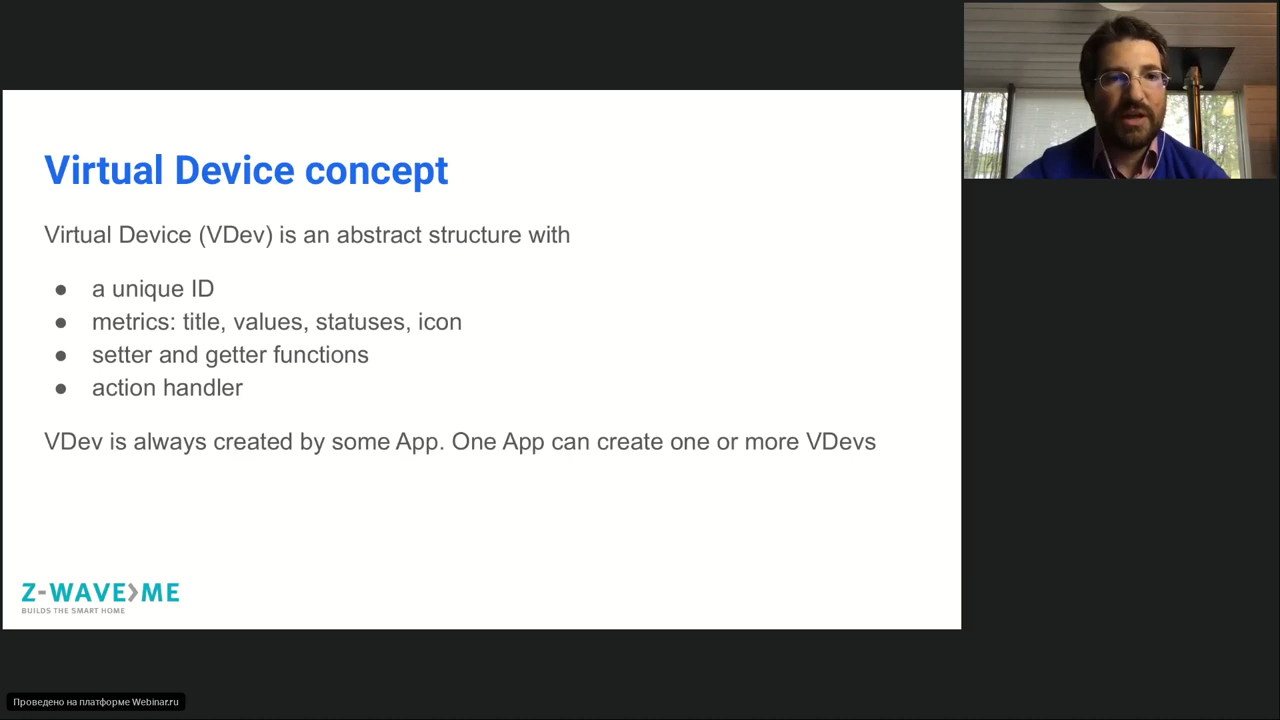 Virtual Device concept
Virtual Device (VDev) is an abstract structure with
● a unique ID
● metrics: title, values, statuses, icon
● setter and getter functions
● action handler
VDev is always created by some App. One App can create one or more VDevs
Z-WAVE>ME
BUILDS THE SMART HOME
Проведено на платформе Webinar.ru